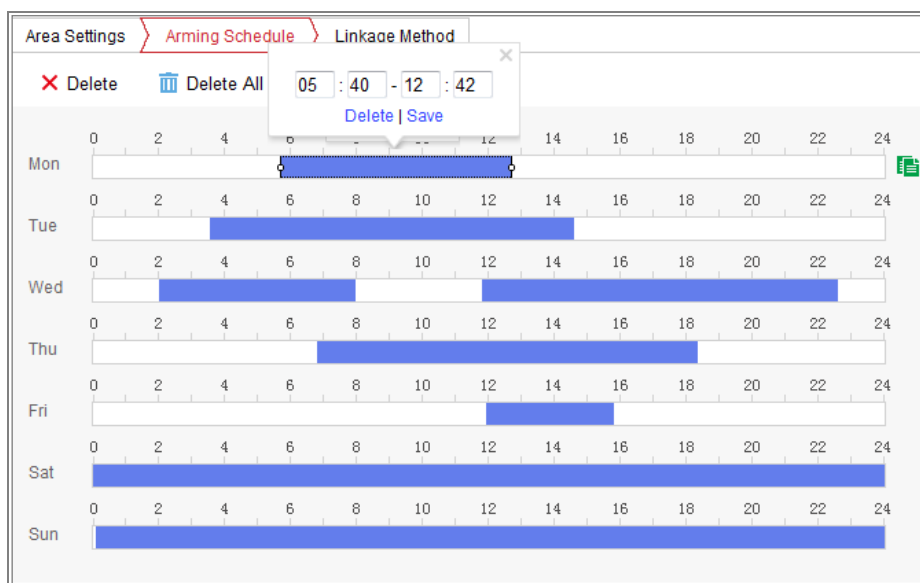 Area Settings Arming Schedule Linkage Method
Delete Delete All
05 : 40 - 12 : 42
Delete | Save
0 2 4 6 12 14 16 18 20 22 24
Mon
0 2 4 6 8 10 12 14 16 18 20 22 24
Tue
0 2 4 6 8 10 12 14 16 18 20 22 24
Wed
0 2 4 6 8 10 12 14 16 18 20 22 24
Thu
0 2 4 6 8 10 12 14 16 18 20 22 24
Fri
0 2 4 6 8 10 12 14 16 18 20 22 24
Sat
0 2 4 6 8 10 12 14 16 18 20 22 24
Sun